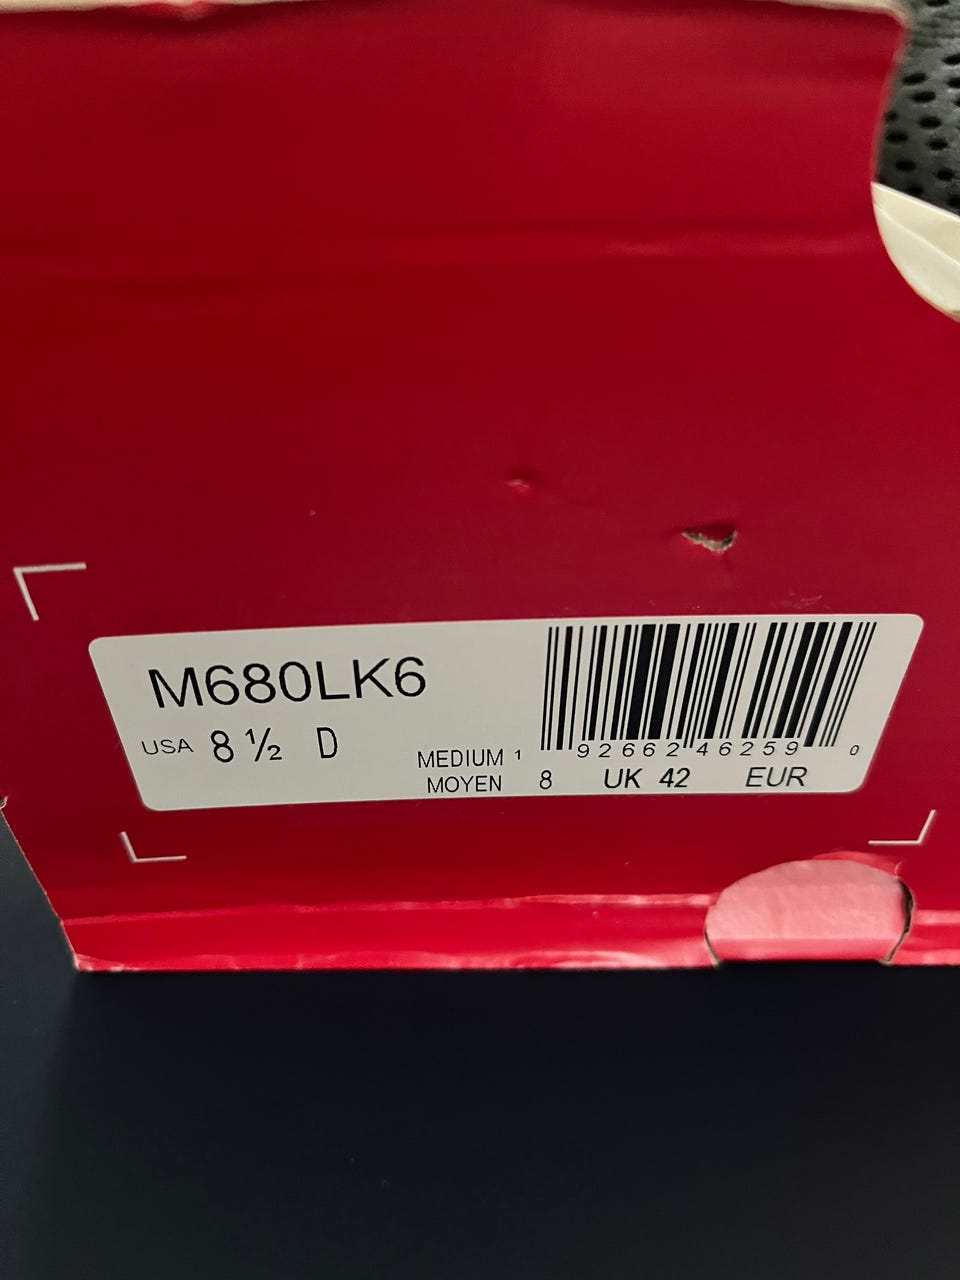 M680LK6
USA 8 ½ D
MEDIUM
MOYEN
1 92662 46259 0
8 UK 42 EUR